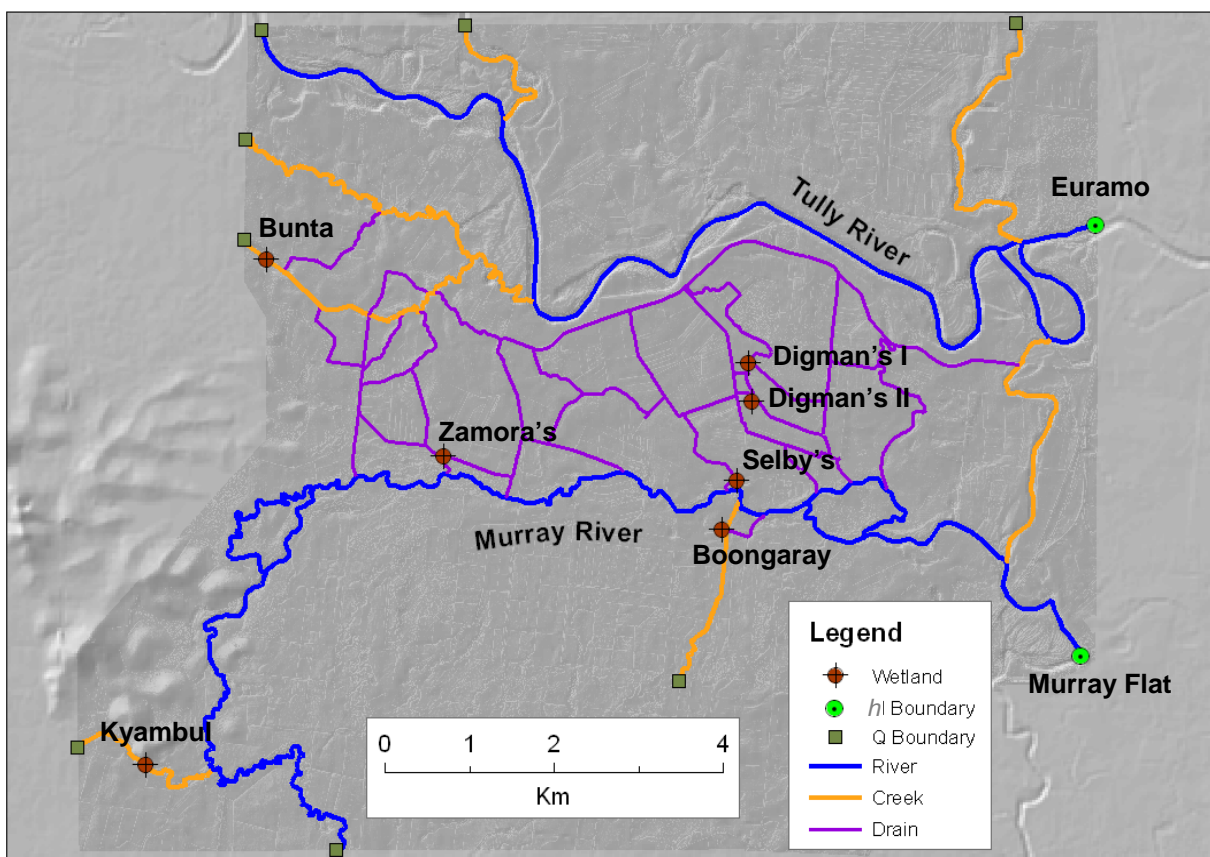 Euramo
Tully River
Bunta
Digman's I
Digman's II
Zamora's
Selby's
Murray River
Boongaray
Legend
Wetland
hl Boundary
Q Boundary
River
Creek
Drain
Murray Flat
Kyambul
0 2 4
Km